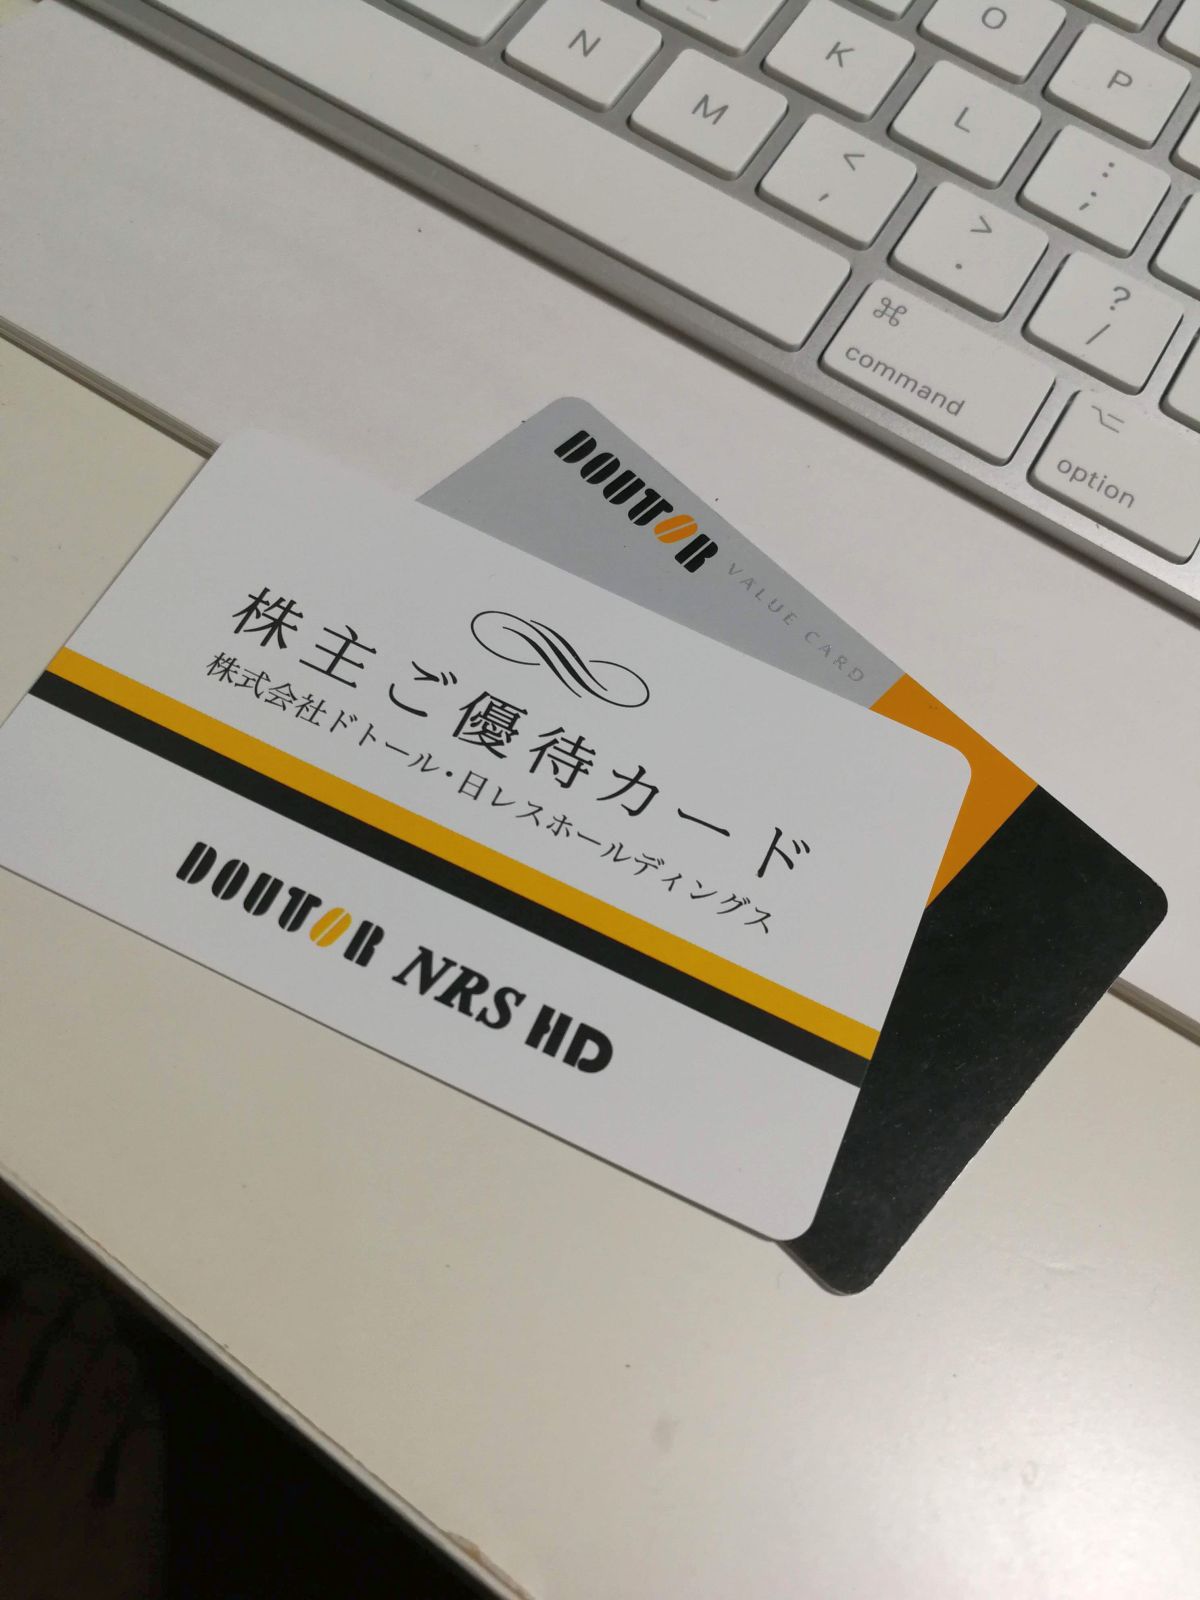 O
P
N
K
L
M
<
,
:
;
>
.
?
/
⌘
command
⌥
option
DOUTOR VALUE CARD
株主ご優待カード
株式会社ドトール・日レスホールディングス
DOUTOR NRS HD